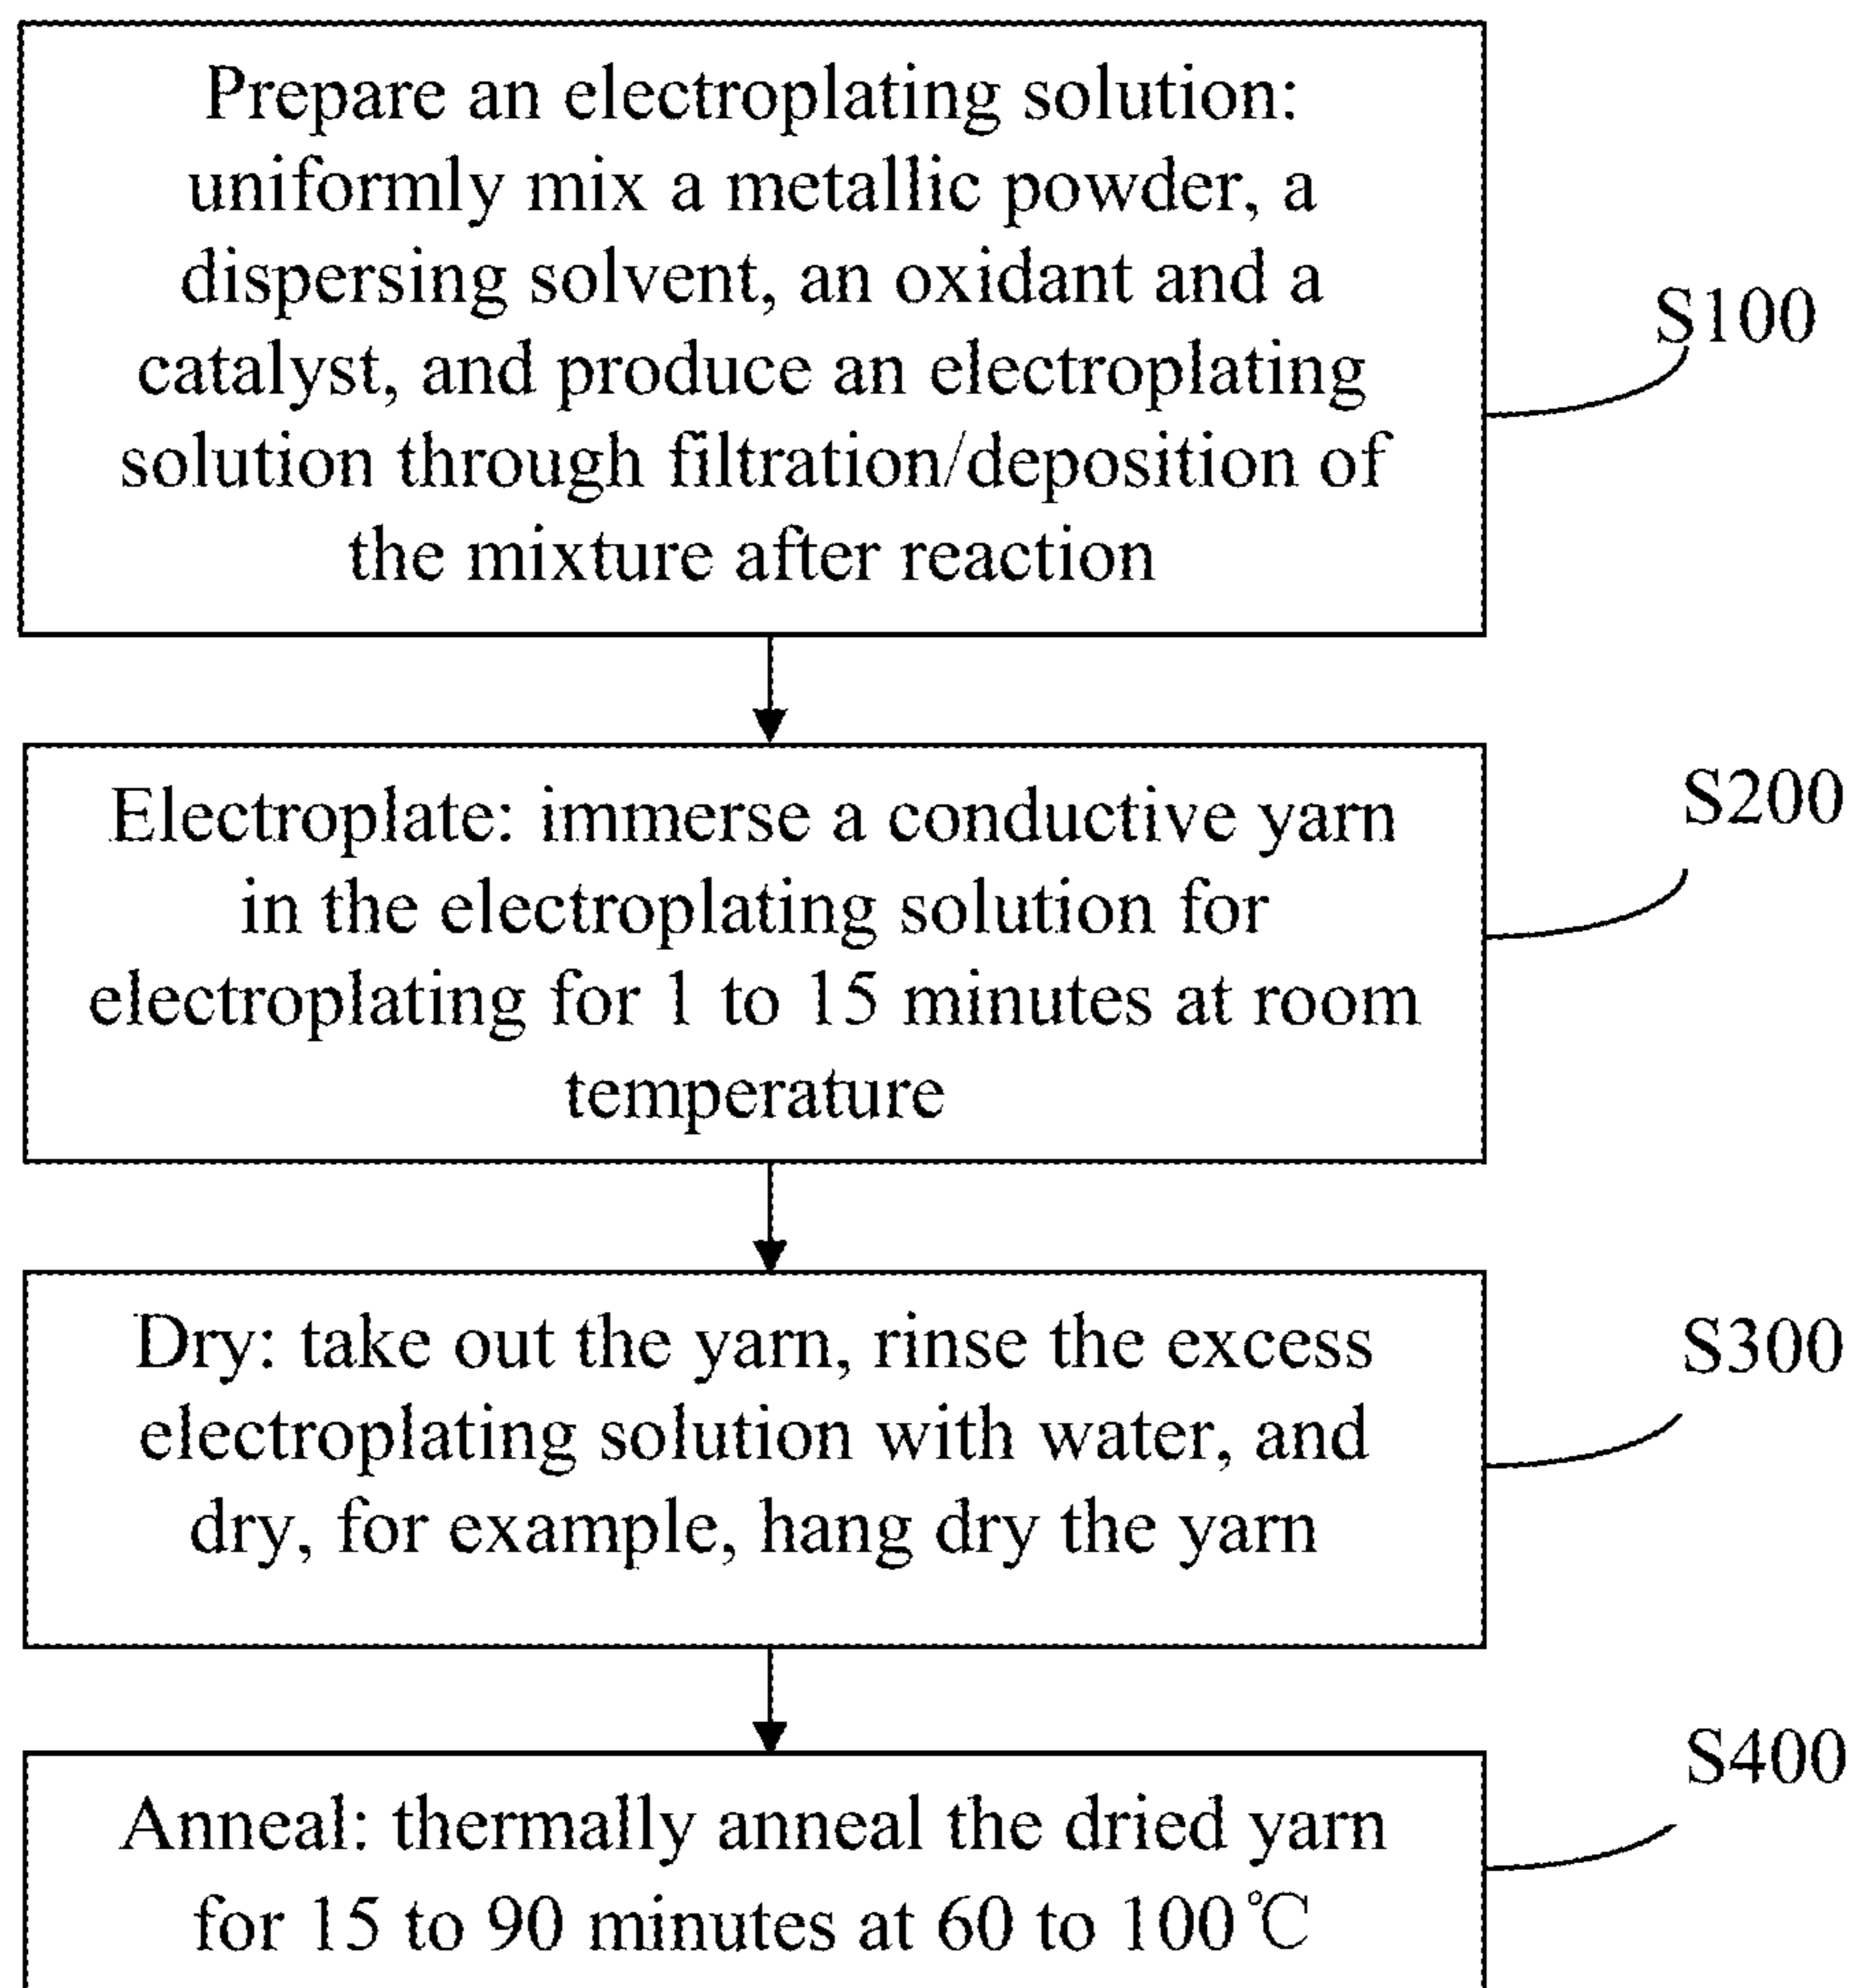 Prepare an electroplating solution:
uniformly mix a metallic powder, a
dispersing solvent, an oxidant and a
catalyst, and produce an electroplating
solution through filtration/deposition of
the mixture after reaction
S100
Electroplate: immerse a conductive yarn
in the electroplating solution for
electroplating for 1 to 15 minutes at room
temperature
S200
Dry: take out the yarn, rinse the excess
electroplating solution with water, and
dry, for example, hang dry the yarn
S300
Anneal: thermally anneal the dried yarn
for 15 to 90 minutes at 60 to 100℃
S400